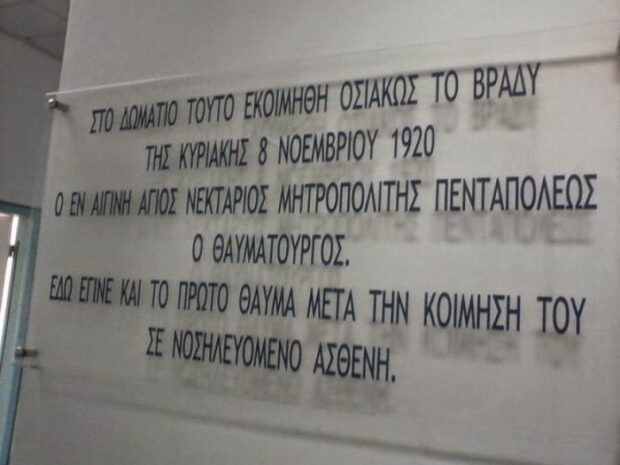 ΣΤΟ ΔΩΜΑΤΙΟ ΤΟΥΤΟ ΕΚΟΙΜΗΘΗ ΟΣΙΑΚΩΣ ΤΟ ΒΡΑΔΥ
ΤΗΣ ΚΥΡΙΑΚΗΣ 8 ΝΟΕΜΒΡΙΟΥ 1920
Ο ΕΝ ΑΙΓΙΝΗ ΑΓΙΟΣ ΝΕΚΤΑΡΙΟΣ ΜΗΤΡΟΠΟΛΙΤΗΣ ΠΕΝΤΑΠΟΛΕΩΣ
Ο ΘΑΥΜΑΤΟΥΡΓΟΣ.
ΕΔΩ ΕΓΙΝΕ ΚΑΙ ΤΟ ΠΡΩΤΟ ΘΑΥΜΑ ΜΕΤΑ ΤΗΝ ΚΟΙΜΗΣΗ ΤΟΥ
ΣΕ ΝΟΣΗΛΕΥΟΜΕΝΟ ΑΣΘΕΝΗ.